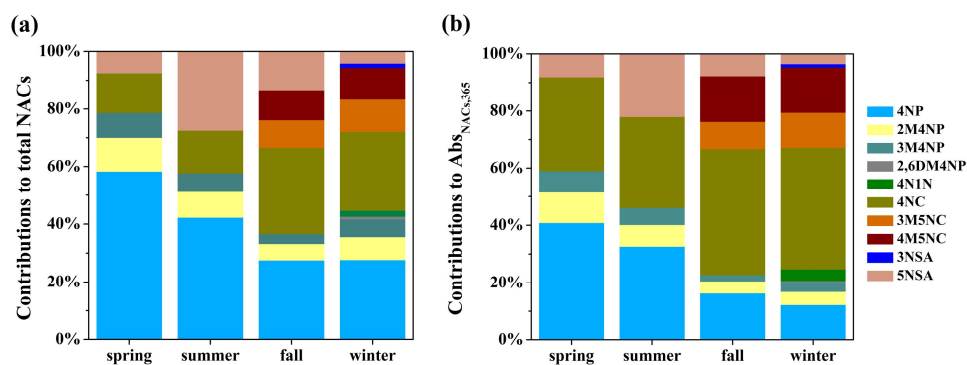 (a)
Contributions to total NACs
100%
80%
60%
40%
20%
0%
spring summer fall winter
(b)
Contributions to Abs NACs,365
100%
80%
60%
40%
20%
0%
spring summer fall winter
4NP
2M4NP
3M4NP
2,6DM4NP
4N1N
4NC
3M5NC
4M5NC
3NSA
5NSA